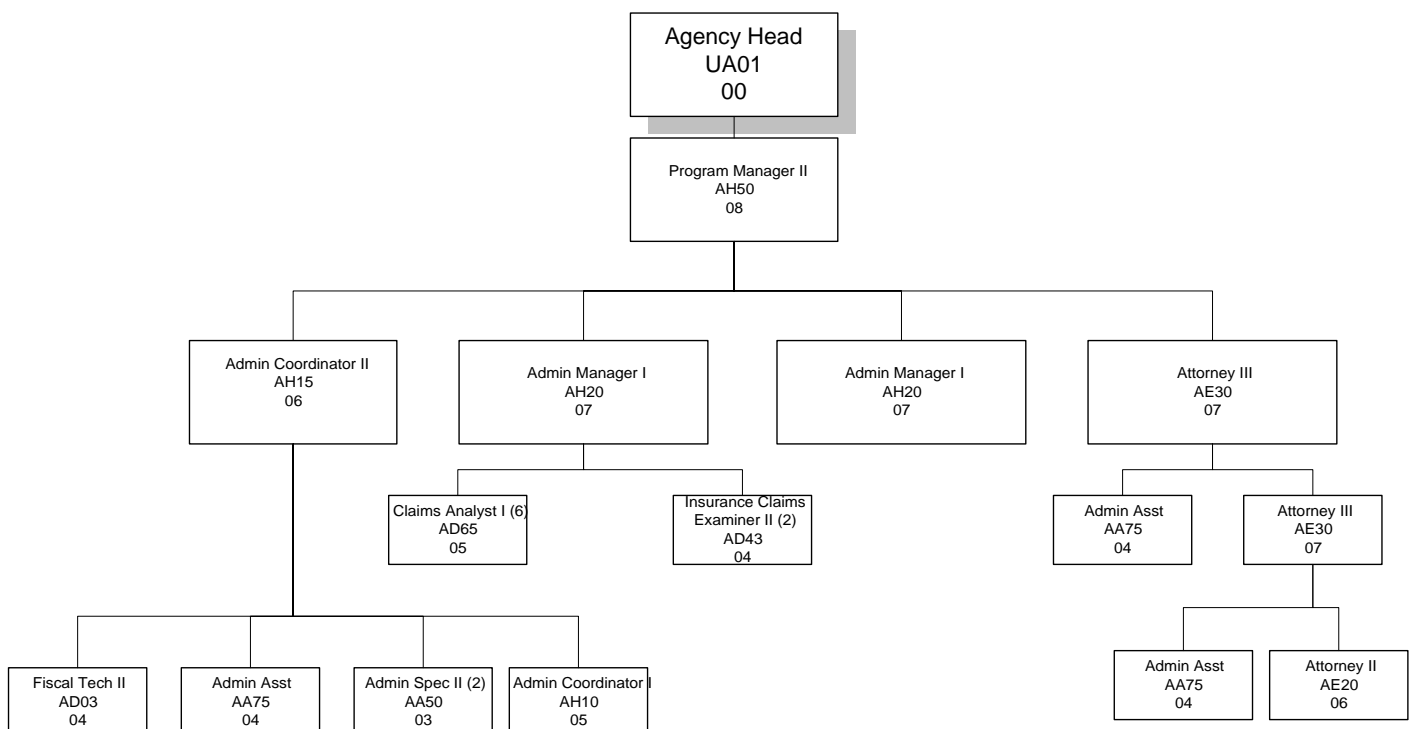 Agency Head
UA01
00
Program Manager II
AH50
08
Admin Coordinator II
AH15
06
Admin Manager I
AH20
07
Admin Manager I
AH20
07
Attorney III
AE30
07
Claims Analyst I (6)
AD65
05
Insurance Claims
Examiner II (2)
AD43
04
Admin Asst
AA75
04
Attorney III
AE30
07
Fiscal Tech II
AD03
04
Admin Asst
AA75
04
Admin Spec II (2)
AA50
03
Admin Coordinator I
AH10
05
Admin Asst
AA75
04
Attorney II
AE20
06